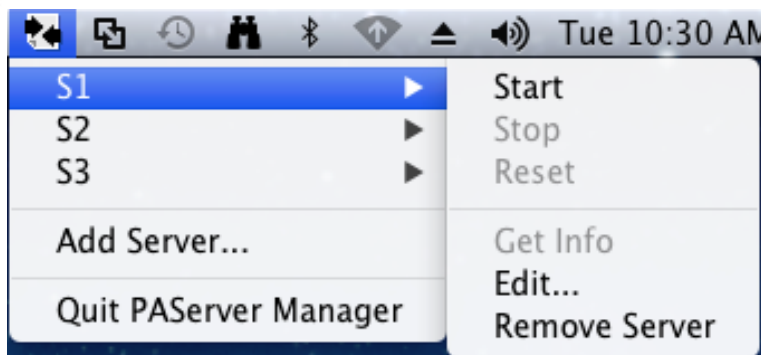 Tue 10:30 AM
S1
S2
S3
Add Server...
Quit PAServer Manager
Start
Stop
Reset
Get Info
Edit...
Remove Server